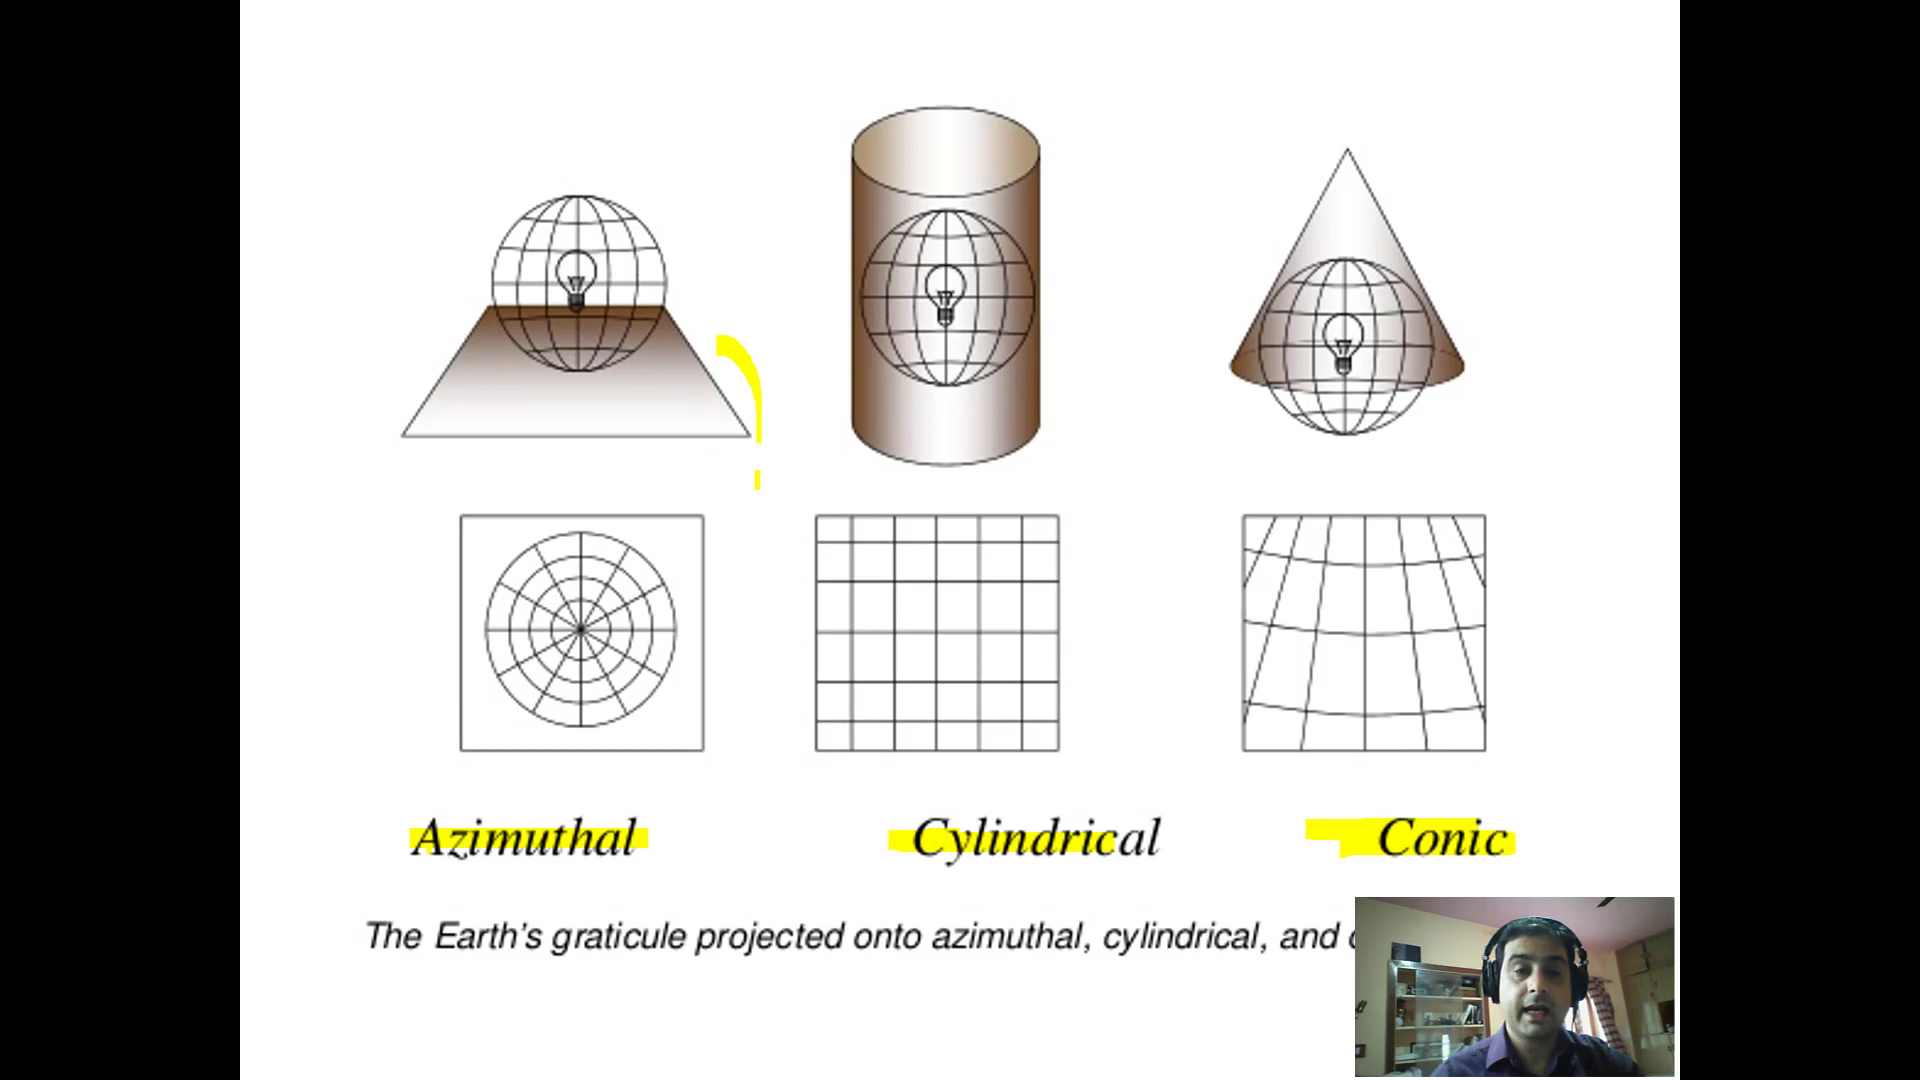 Azimuthal
Cylindrical
Conic
The Earth's graticule projected onto azimuthal, cylindrical, and